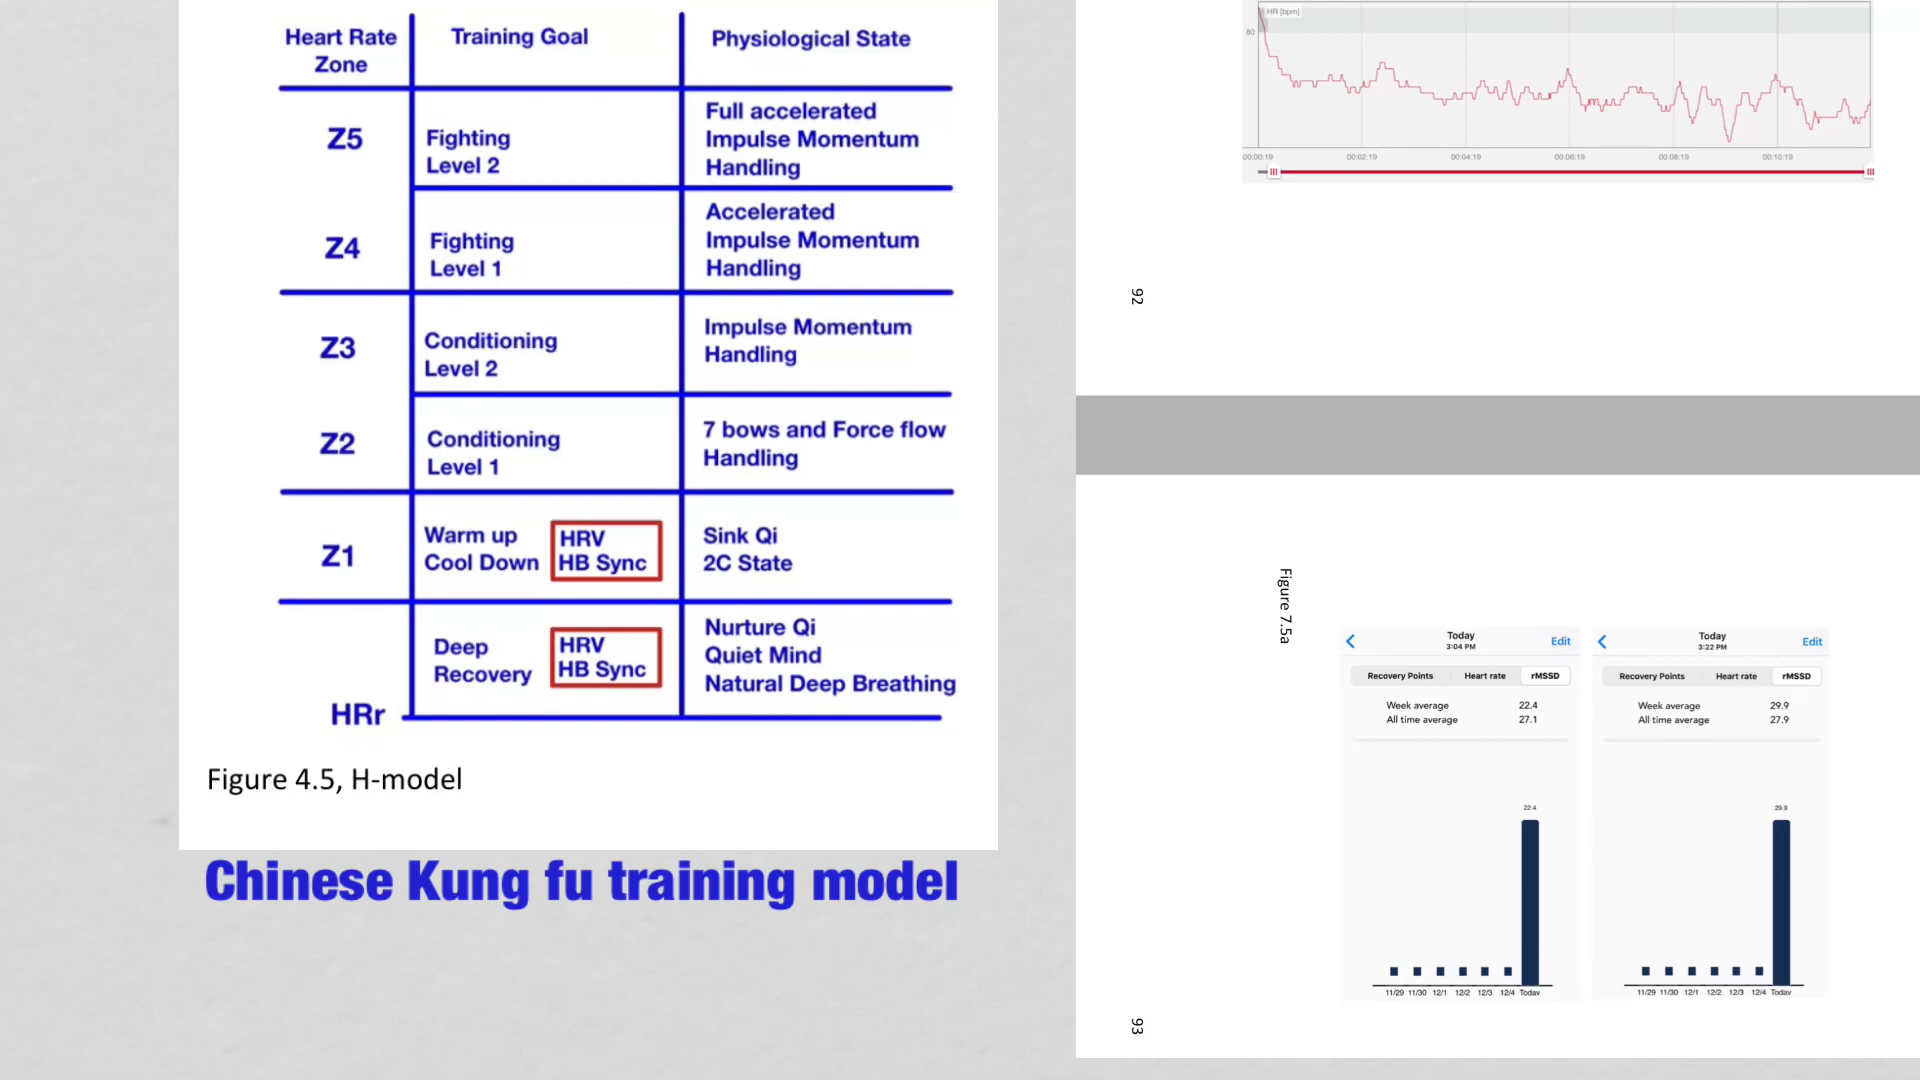 Heart Rate
Zone
Training Goal
Physiological State
Z5
Fighting
Level 2
Full accelerated
Impulse Momentum
Handling
Z4
Fighting
Level 1
Accelerated
Impulse Momentum
Handling
Z3
Conditioning
Level 2
Impulse Momentum
Handling
Z2
Conditioning
Level 1
7 bows and Force flow
Handling
Z1
Warm up
Cool Down
HRV
HB Sync
Sink Qi
2C State
Deep
Recovery
HRV
HB Sync
Nurture Qi
Quiet Mind
Natural Deep Breathing
HRr
Figure 4.5, H-model
Chinese Kung fu training model
HR [bpm]
80
00:00:19 00:02:19 00:04:19 00:06:19 00:08:19 00:10:19
92
Figure 7.5a
Today
3:04 PM
Edit
Recovery Points Heart rate rMSSD
Week average 22.4
All time average 27.1
22.4
11/29 11/30 12/1 12/2 12/3 12/4 Today
Today
3:22 PM
Edit
Recovery Points Heart rate rMSSD
Week average 29.9
All time average 27.9
29.9
11/29 11/30 12/1 12/2 12/3 12/4 Today
93